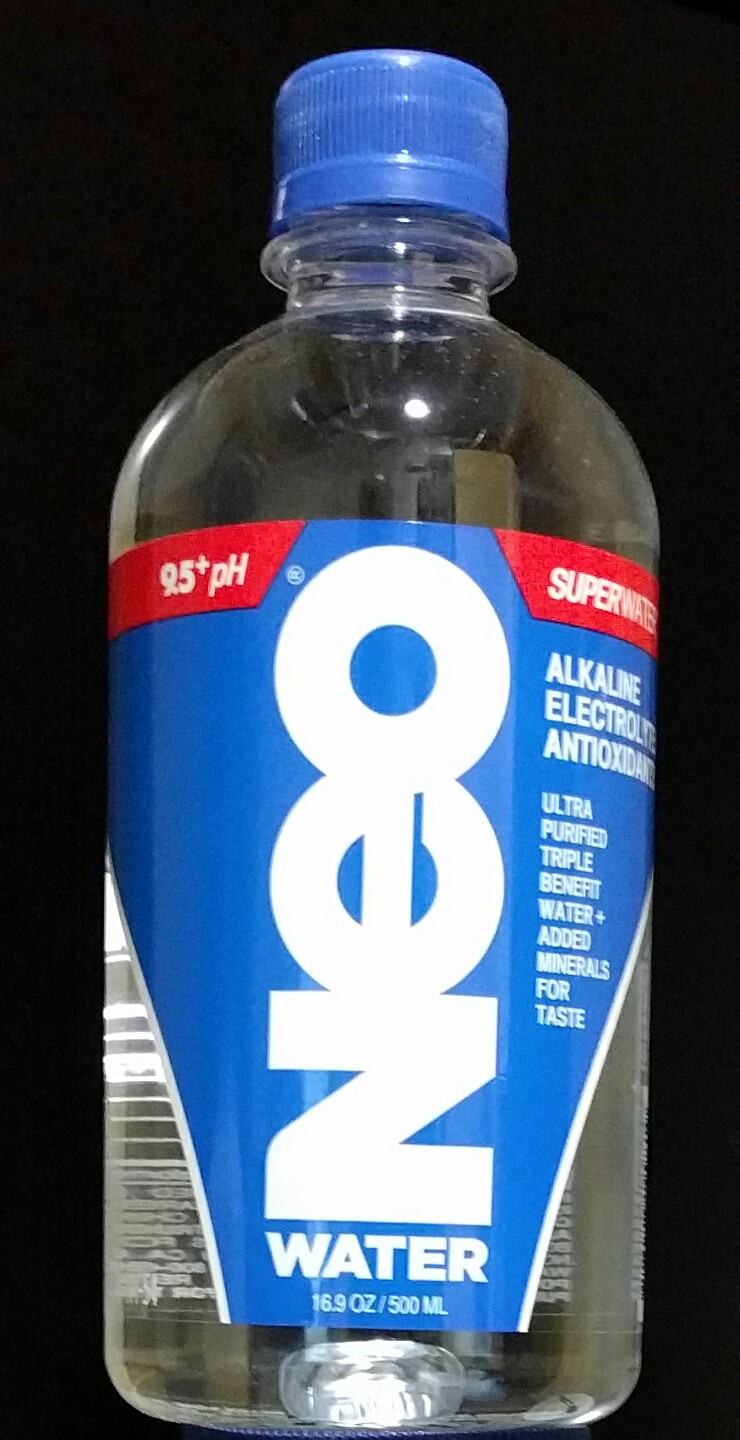 9.5+ pH
®
SUPERWATER
ALKALINE
ELECTROLYTE
ANTIOXIDANT
ULTRA
PURIFIED
TRIPLE
BENEFIT
WATER +
ADDED
MINERALS
FOR
TASTE
Neo
WATER
16.9 OZ / 500 ML